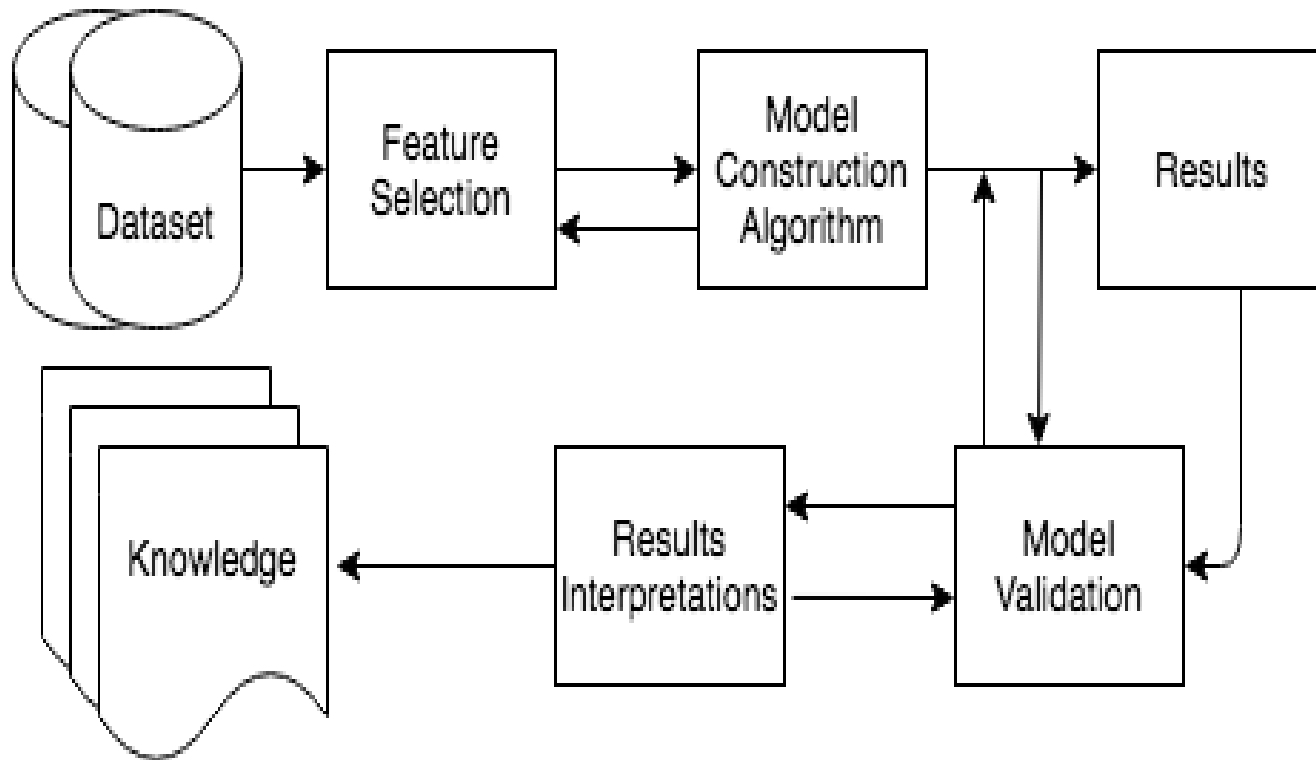 Dataset
Feature
Selection
Model
Construction
Algorithm
Results
Knowledge
Results
Interpretations
Model
Validation